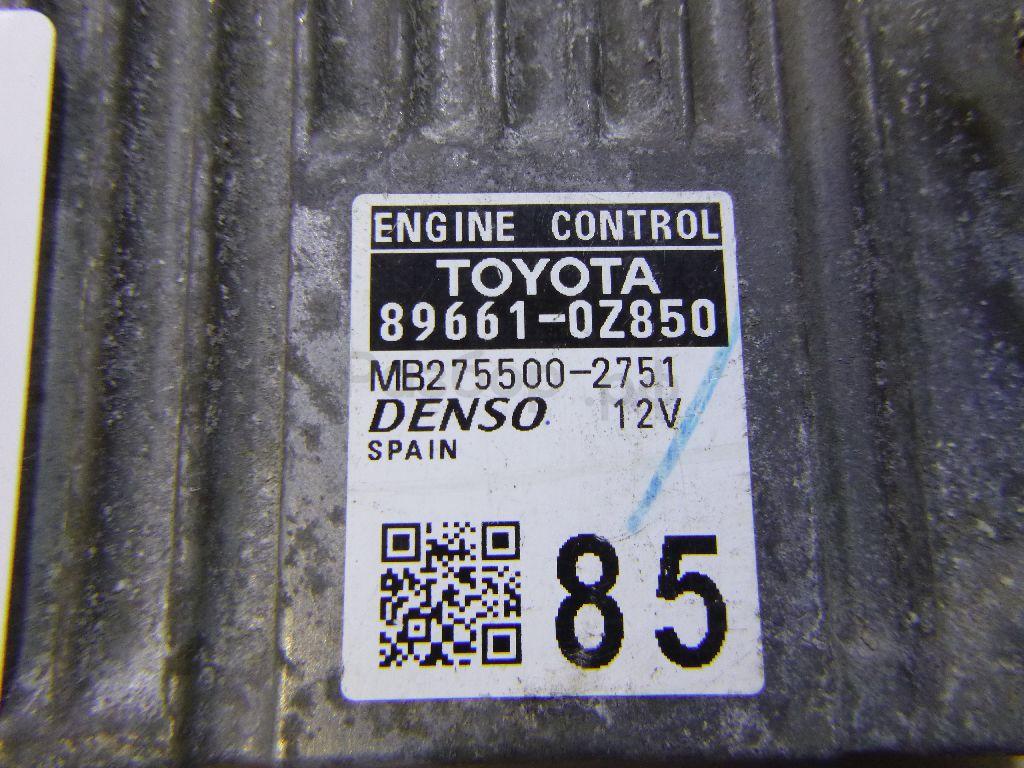 ENGINE CONTROL
TOYOTA
89661-0Z850
MB275500-2751
DENSO 12V
SPAIN
85